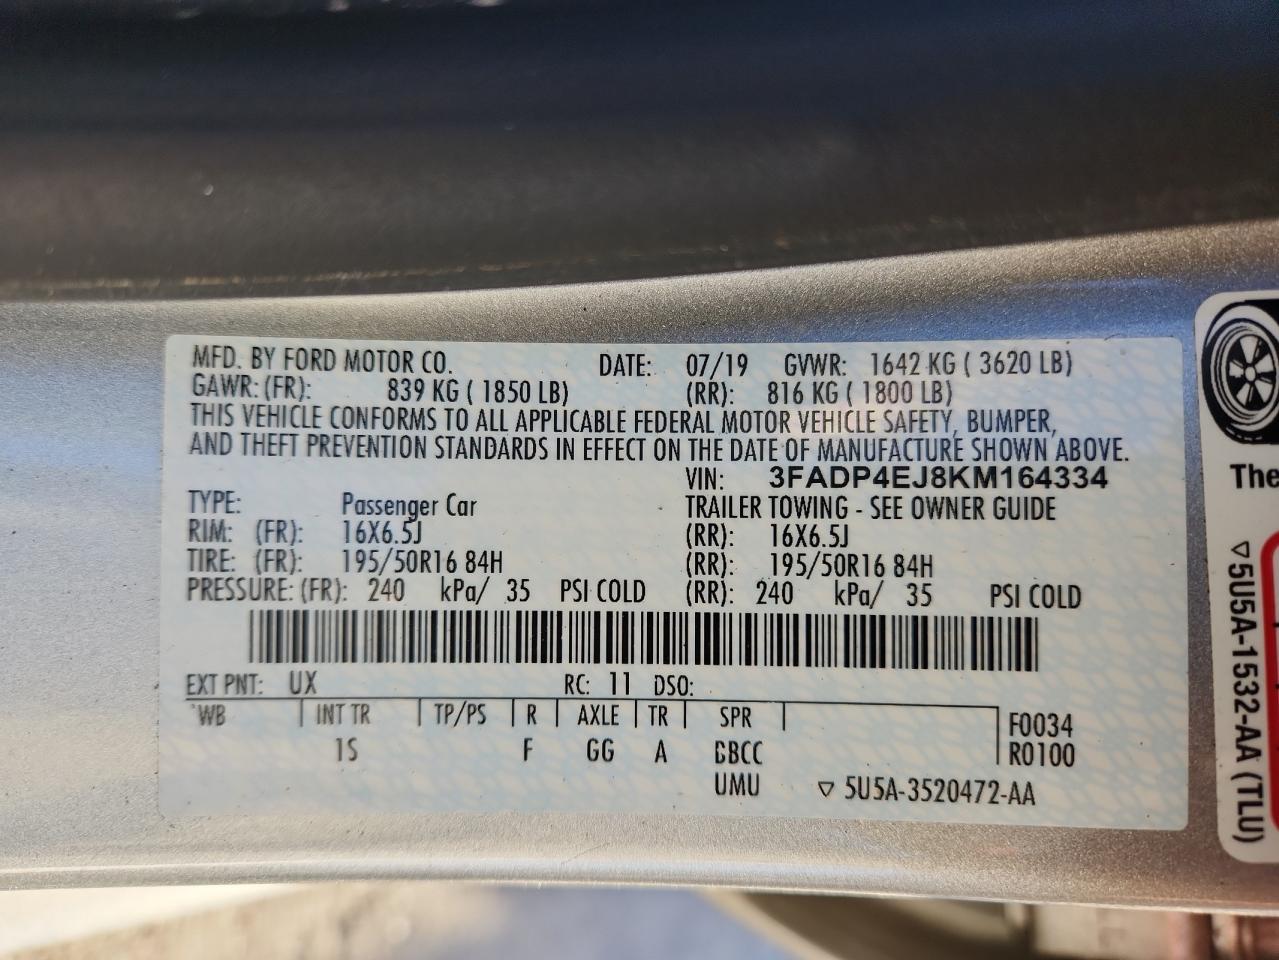 MFD. BY FORD MOTOR CO. DATE: 07/19 GVWR: 1642 KG ( 3620 LB)
GAWR: (FR): 839 KG ( 1850 LB) (RR): 816 KG ( 1800 LB)
THIS VEHICLE CONFORMS TO ALL APPLICABLE FEDERAL MOTOR VEHICLE SAFETY, BUMPER,
AND THEFT PREVENTION STANDARDS IN EFFECT ON THE DATE OF MANUFACTURE SHOWN ABOVE.
VIN: 3FADP4EJ8KM164334
TYPE: Passenger Car TRAILER TOWING - SEE OWNER GUIDE
RIM: (FR): 16X6.5J (RR): 16X6.5J
TIRE: (FR): 195/50R16 84H (RR): 195/50R16 84H
PRESSURE: (FR): 240 kPa/ 35 PSI COLD (RR): 240 kPa/ 35 PSI COLD
EXT PNT: UX RC: 11 DSO:
WB INT TR TP/PS R AXLE TR SPR F0034
1S F GG A BBCC R0100
UMU ▽ 5U5A-3520472-AA
The
▽5U5A-1532-AA (TLU)